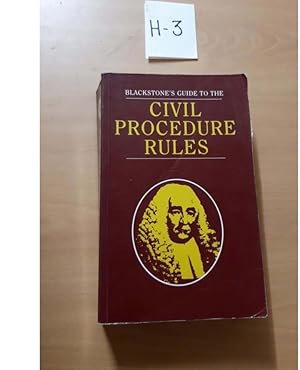 H-3
BLACKSTONE'S GUIDE TO THE
CIVIL
PROCEDURE
RULES